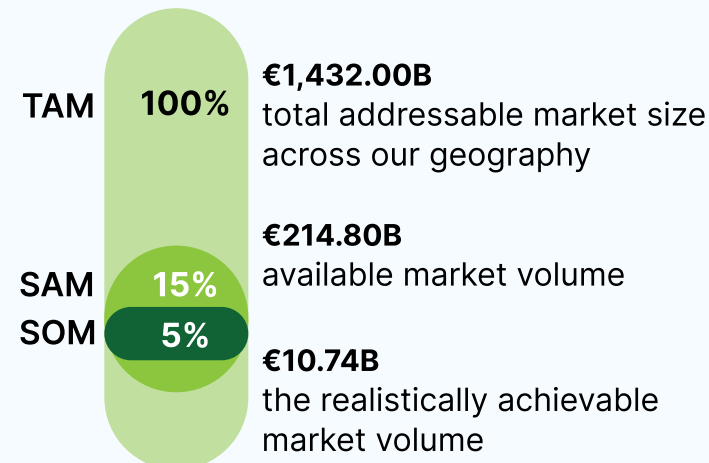 TAM
100%
€1,432.00B
total addressable market size
across our geography
SAM
15%
€214.80B
available market volume
SOM
5%
€10.74B
the realistically achievable
market volume